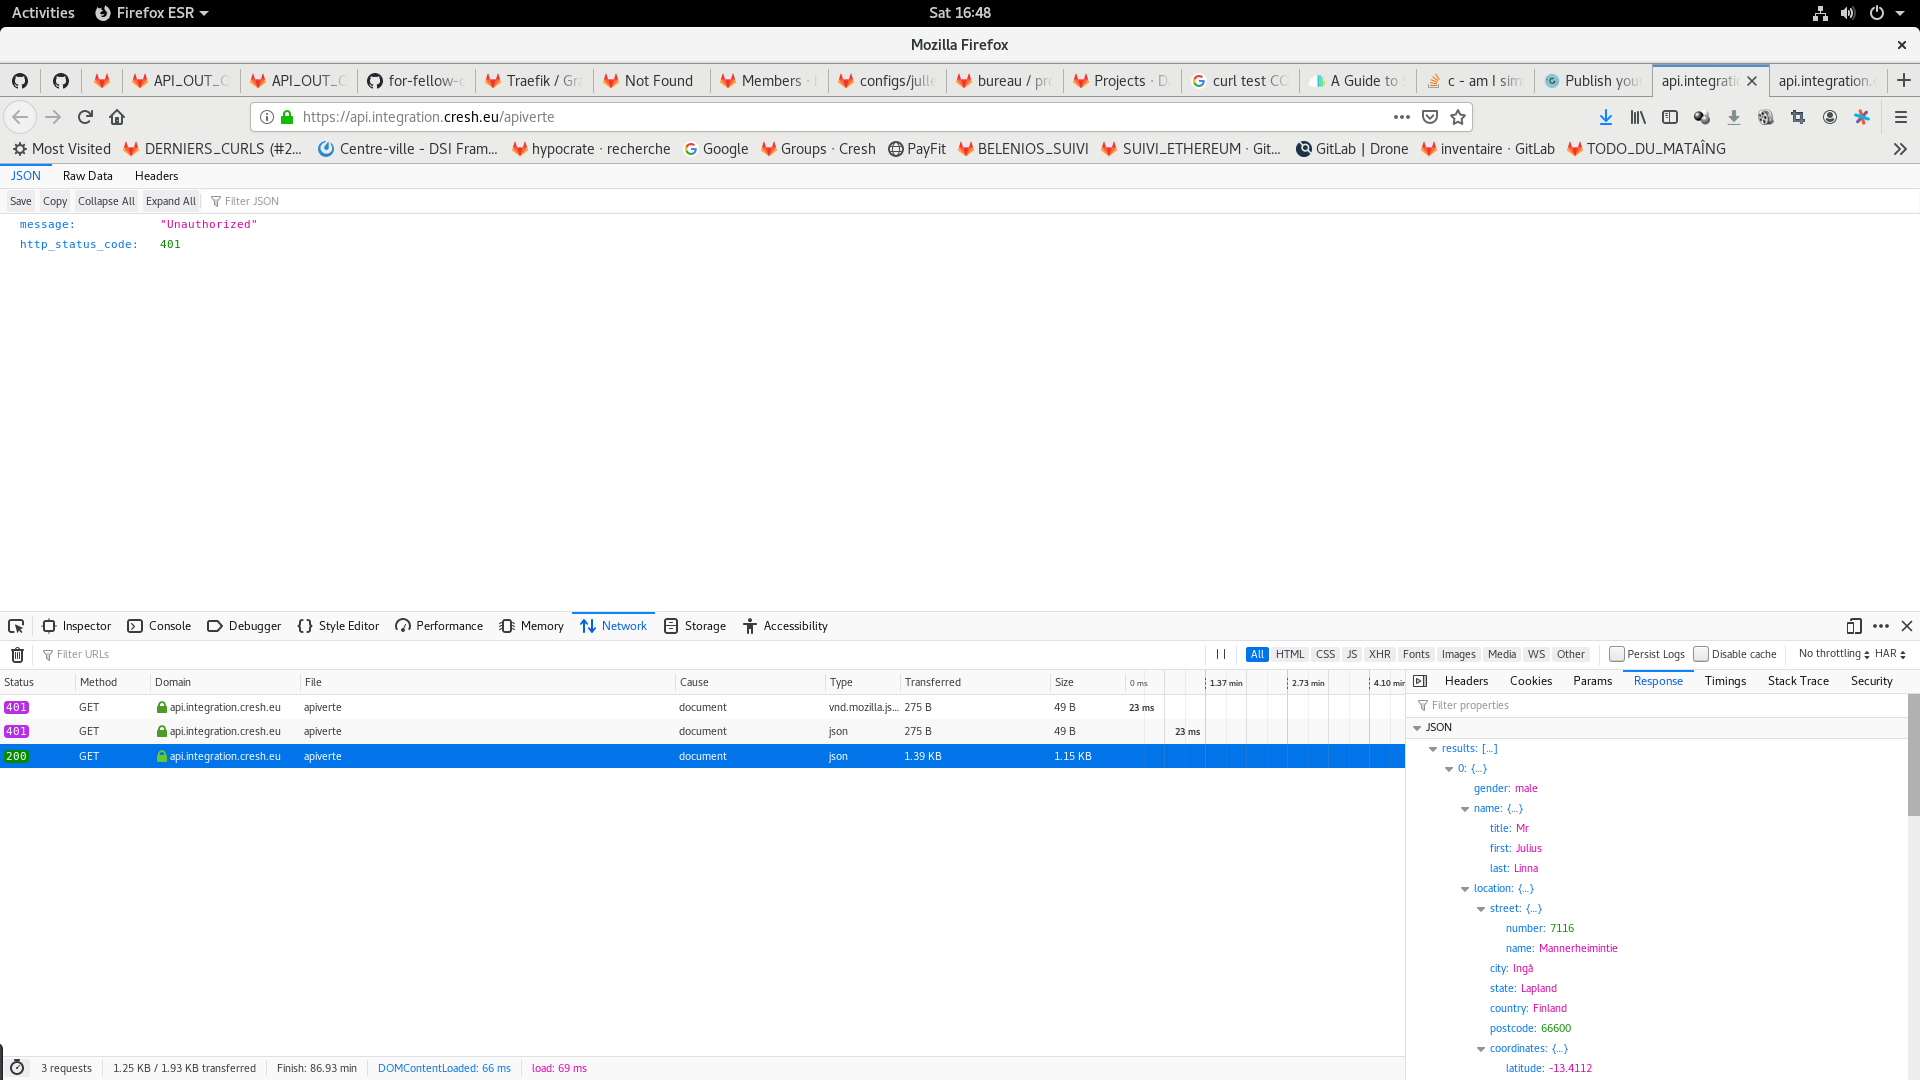 Activities Firefox ESR Sat 16:48
Mozilla Firefox
API_OUT_O API_OUT_C for-fellow- Traefik / Gra Not Found Members · configs/julle bureau / pro Projects · D curl test CO A Guide to c - am I sim Publish your api.integrati api.integration.
https://api.integration.cresh.eu/apiverte
Most Visited DERNIERS_CURLS (#2... Centre-ville - DSI Fram... hypocrate · recherche Google Groups · Cresh PayFit BELENIOS_SUIVI SUIVI_ETHEREUM · Git... GitLab | Drone inventaire · GitLab TODO_DU_MATAÎNG
JSON Raw Data Headers
Save Copy Collapse All Expand All Filter JSON
message: "Unauthorized"
http_status_code: 401
Inspector Console Debugger Style Editor Performance Memory Network Storage Accessibility
Filter URLs All HTML CSS JS XHR Fonts Images Media WS Other Persist Logs Disable cache No throttling HAR
Status Method Domain File Cause Type Transferred Size 0 ms 1.37 min 2.73 min 4.10 min
401 GET api.integration.cresh.eu apiverte document vnd.mozilla.js... 275 B 49 B 23 ms
401 GET api.integration.cresh.eu apiverte document json 275 B 49 B 23 ms
200 GET api.integration.cresh.eu apiverte document json 1.39 KB 1.15 KB
Headers Cookies Params Response Timings Stack Trace Security
Filter properties
JSON
results: [...]
0: {...}
gender: male
name: {...}
title: Mr
first: Julius
last: Linna
location: {...}
street: {...}
number: 7116
name: Mannerheimintie
city: Ingå
state: Lapland
country: Finland
postcode: 66600
coordinates: {...}
latitude: -13.4112
3 requests 1.25 KB / 1.93 KB transferred Finish: 86.93 min DOMContentLoaded: 66 ms load: 69 ms